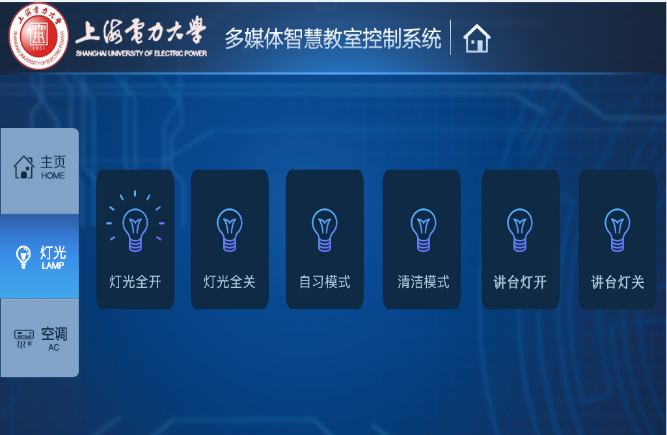 上海电力大学
SHANGHAI UNIVERSITY OF ELECTRIC POWER
多媒体智慧教室控制系统
主页
HOME
灯光
LAMP
空调
AC
灯光全开
灯光全关
自习模式
清洁模式
讲台灯开
讲台灯关